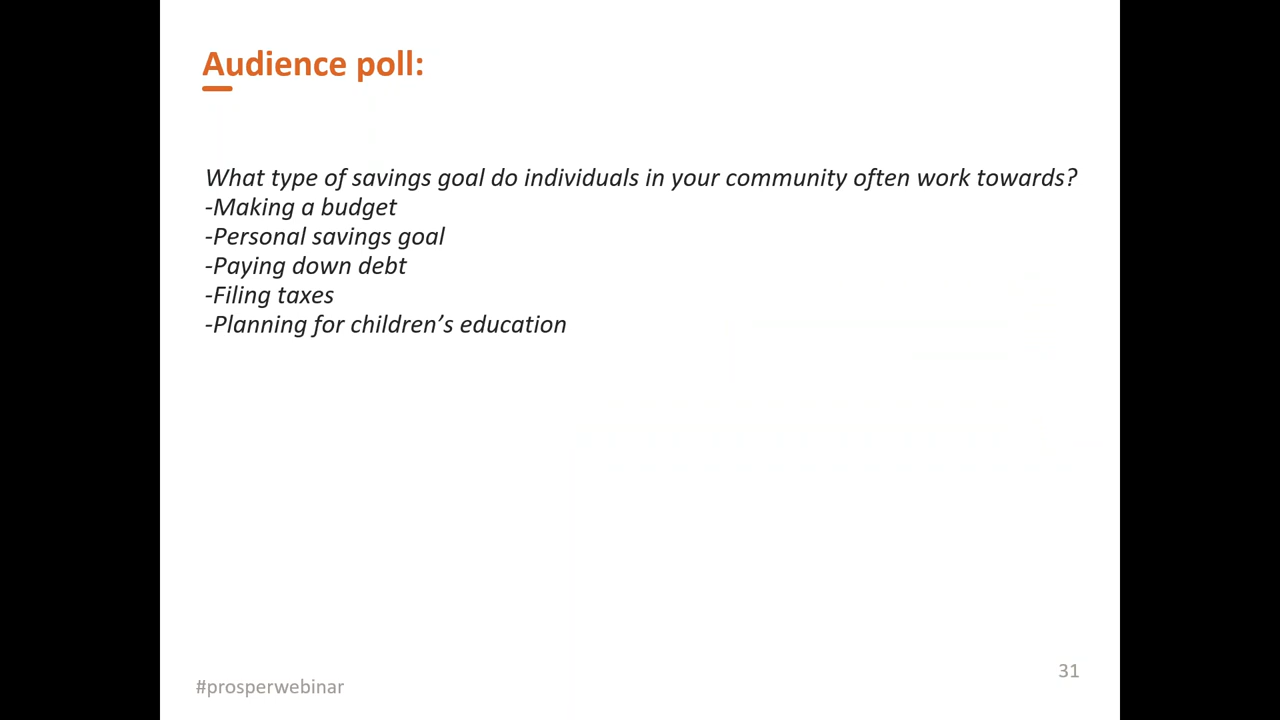 Audience poll:
What type of savings goal do individuals in your community often work towards?
-Making a budget
-Personal savings goal
-Paying down debt
-Filing taxes
-Planning for children’s education
31
#prosperwebinar